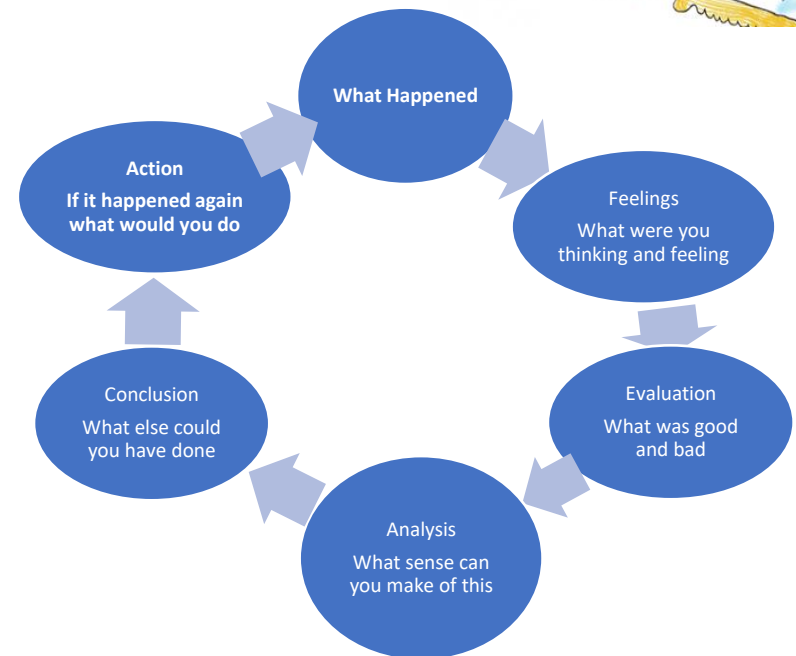 What Happened
Feelings
What were you
thinking and feeling
Evaluation
What was good
and bad
Analysis
What sense can
you make of this
Conclusion
What else could
you have done
Action
If it happened again
what would you do